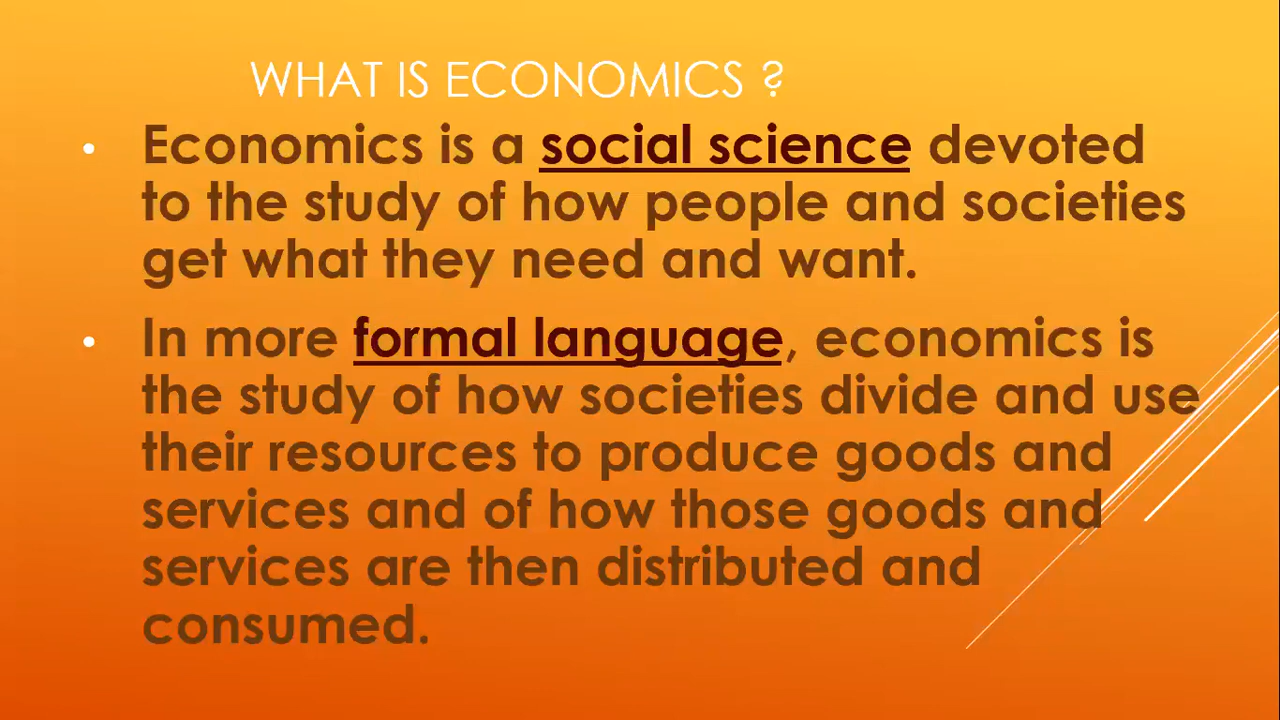 WHAT IS ECONOMICS ?
• Economics is a social science devoted
to the study of how people and societies
get what they need and want.
• In more formal language, economics is
the study of how societies divide and use
their resources to produce goods and
services and of how those goods and
services are then distributed and
consumed.